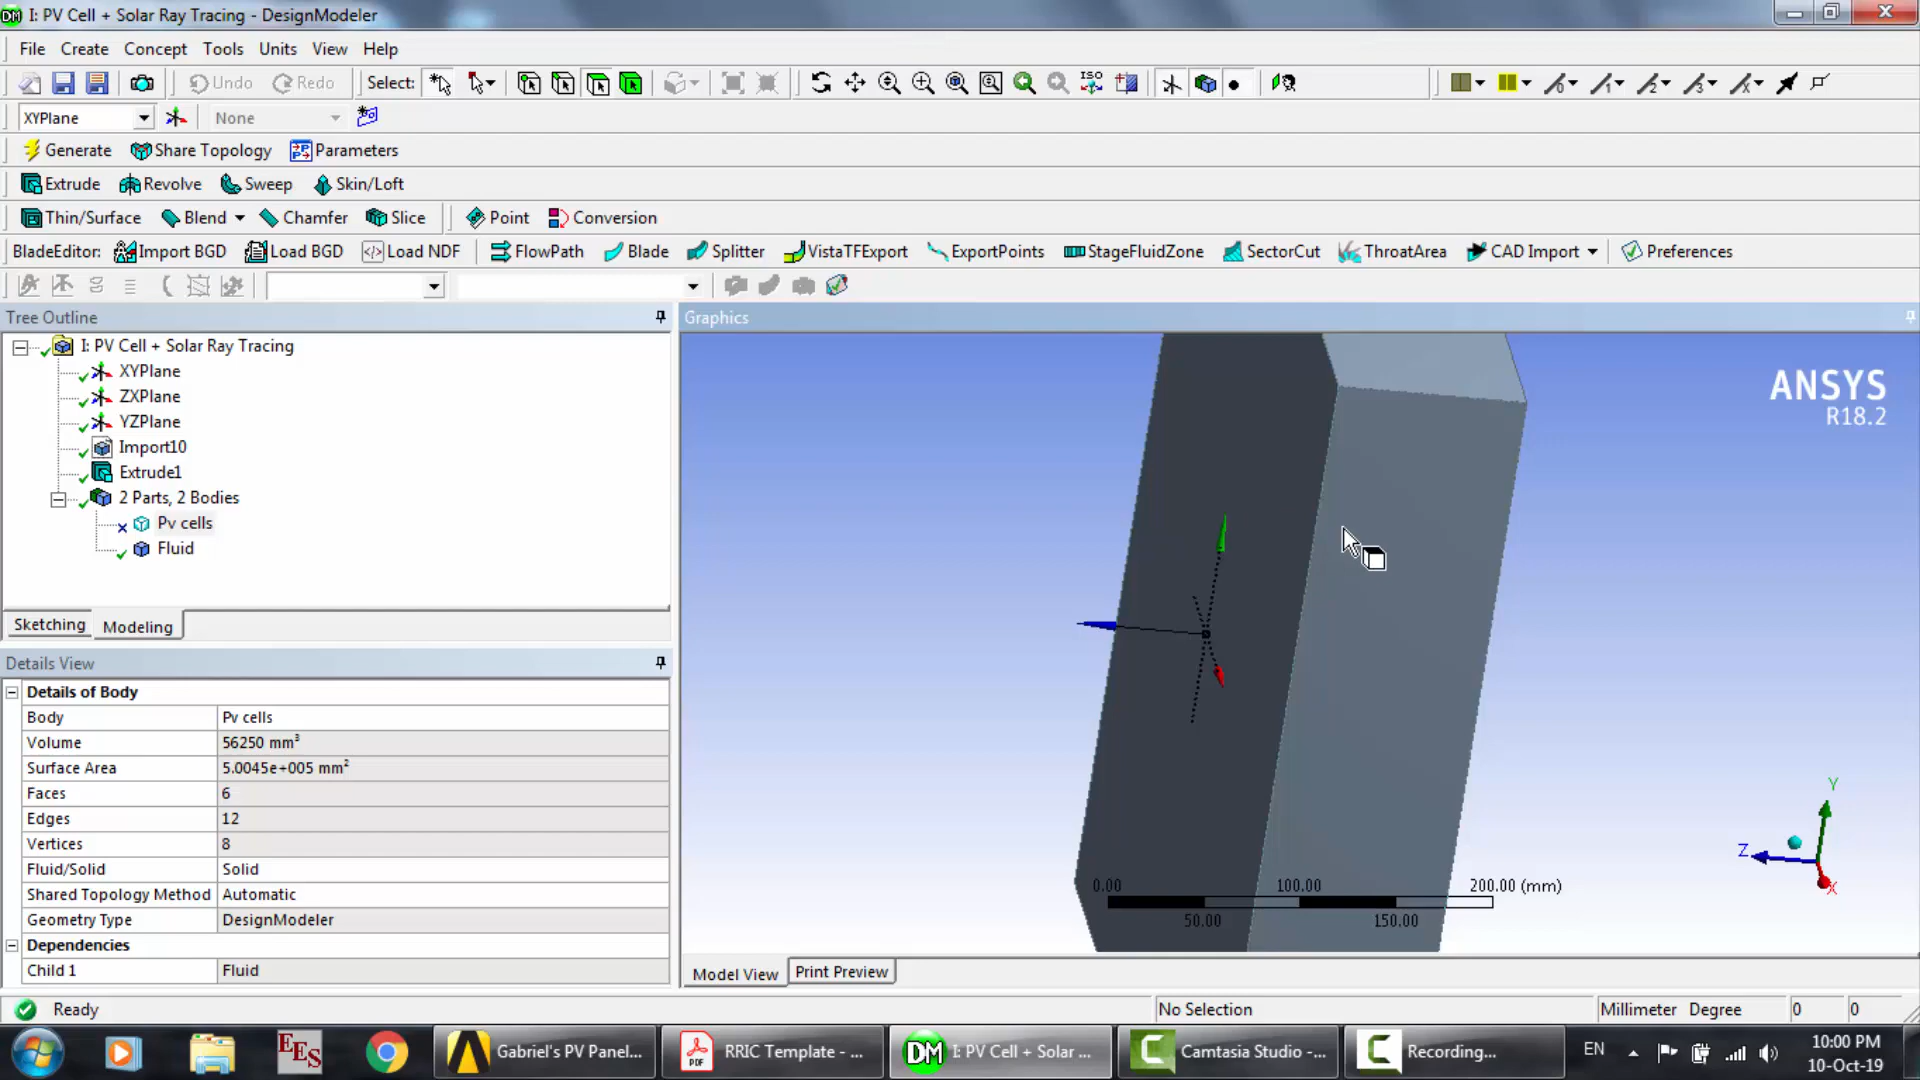 I: PV Cell + Solar Ray Tracing - DesignModeler
File Create Concept Tools Units View Help
Undo Redo Select: ISO
XYPlane None
Generate Share Topology Parameters
Extrude Revolve Sweep Skin/Loft
Thin/Surface Blend Chamfer Slice Point Conversion
BladeEditor: Import BGD Load BGD Load NDF FlowPath Blade Splitter VistaTFExport ExportPoints StageFluidZone SectorCut ThroatArea CAD Import Preferences
Tree Outline
I: PV Cell + Solar Ray Tracing
XYPlane
ZXPlane
YZPlane
Import10
Extrude1
2 Parts, 2 Bodies
Pv cells
Fluid
Sketching Modeling
Details View
Details of Body
Body Pv cells
Volume 56250 mm³
Surface Area 5.0045e+005 mm²
Faces 6
Edges 12
Vertices 8
Fluid/Solid Solid
Shared Topology Method Automatic
Geometry Type DesignModeler
Dependencies
Child 1 Fluid
Graphics
ANSYS
R18.2
Y
Z
X
0.00 100.00 200.00 (mm)
50.00 150.00
Model View Print Preview
Ready No Selection Millimeter Degree 0 0
EES Gabriel's PV Panel... PDF RRIC Template - ... DM I: PV Cell + Solar ... Camtasia Studio -... Recording... EN 10:00 PM
10-Oct-19